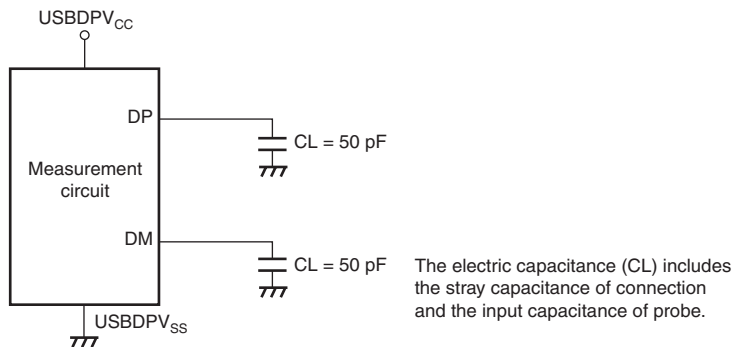 USBDPVCC
DP
CL = 50 pF
Measurement
circuit
DM
CL = 50 pF
The electric capacitance (CL) includes
the stray capacitance of connection
and the input capacitance of probe.
USBDPVSS